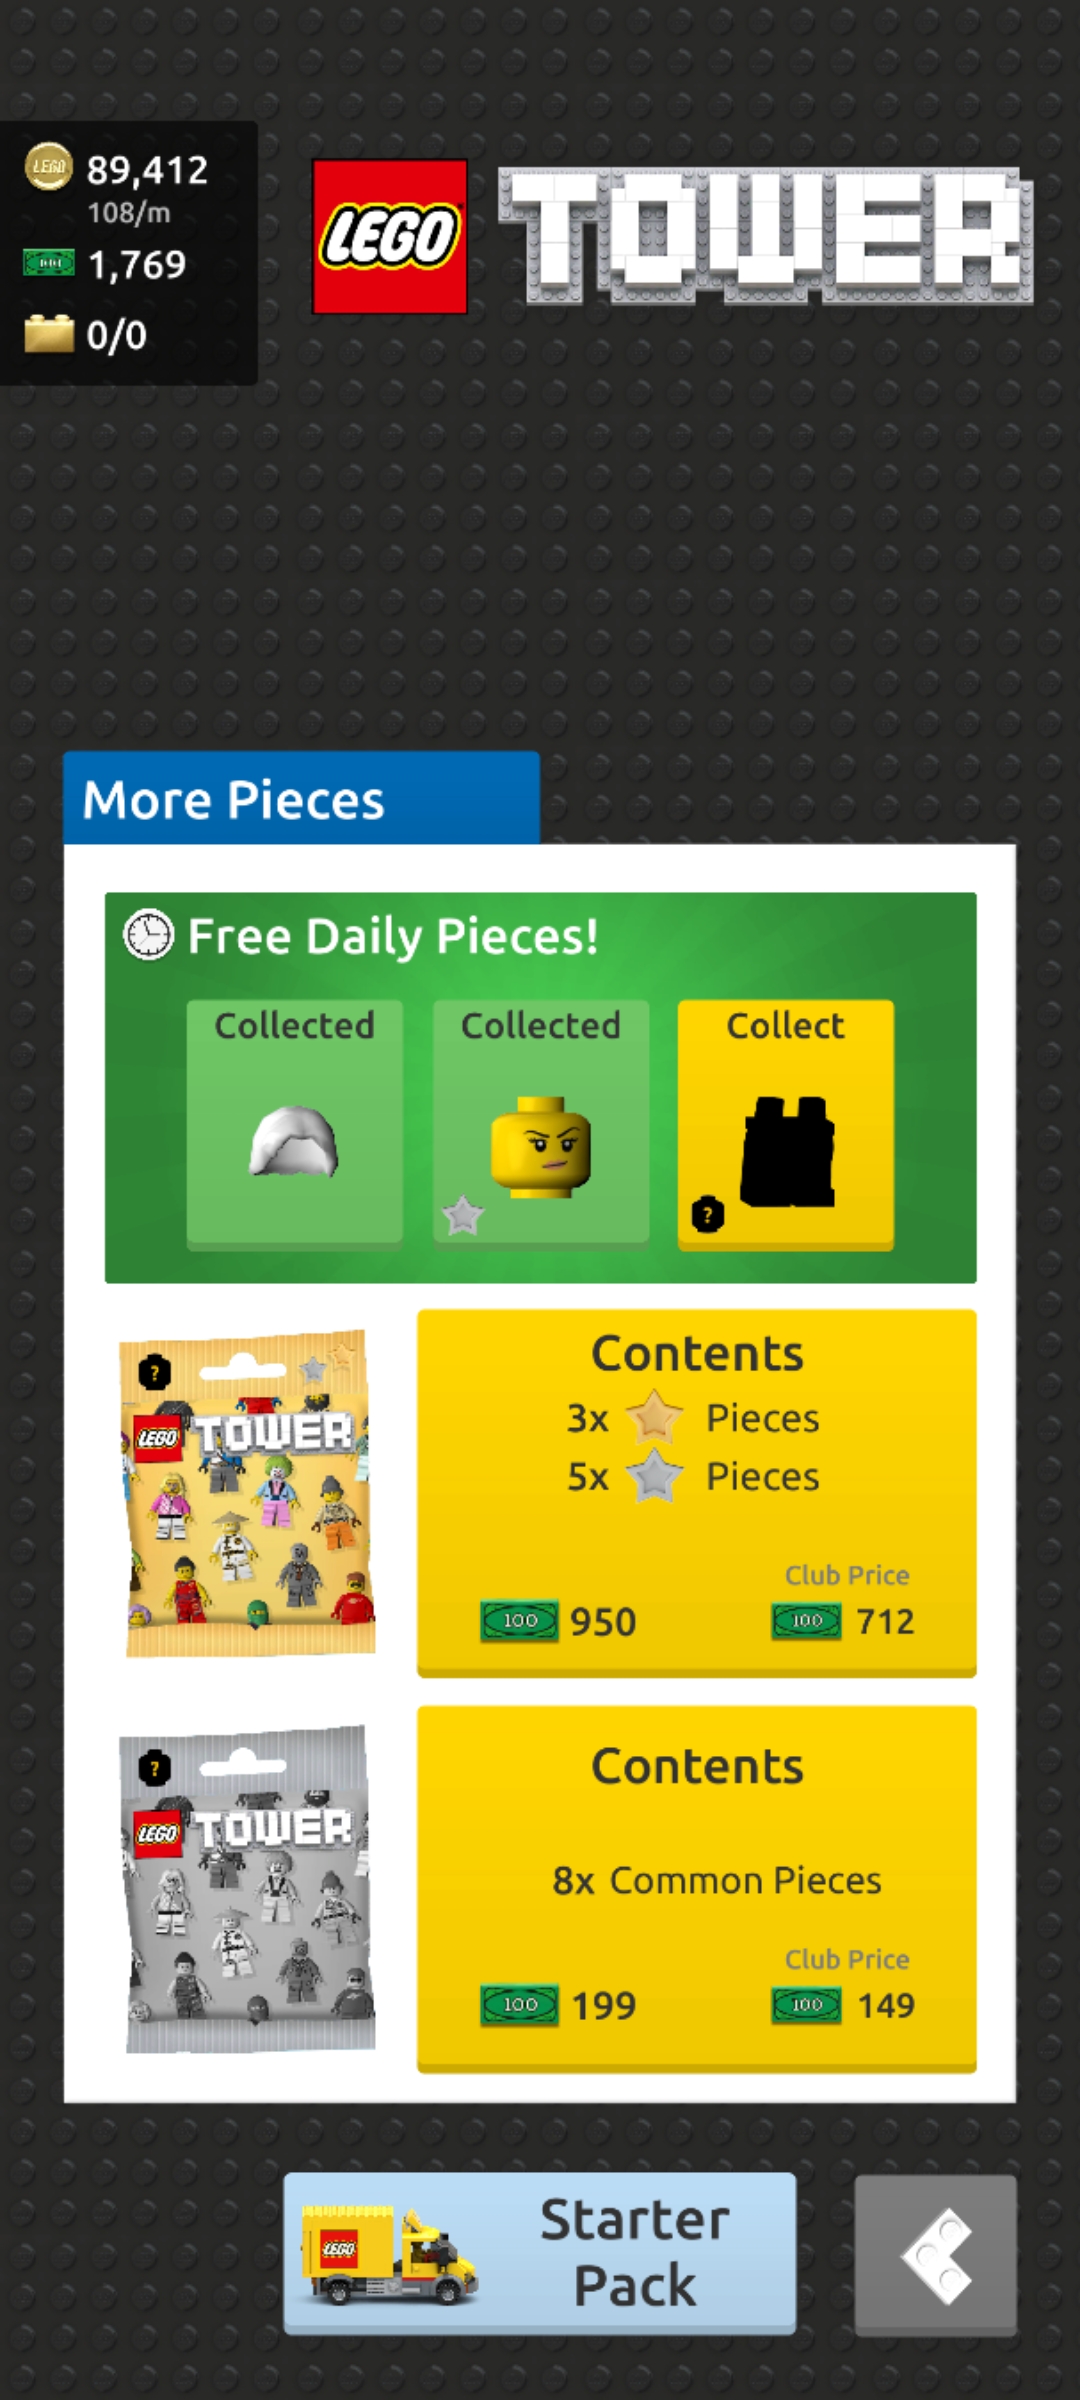 LEGO 89,412
108/m
1,769
0/0
LEGO TOWER
More Pieces
Free Daily Pieces!
Collected
Collected
Collect
?
?
LEGO TOWER
Contents
3x Pieces
5x Pieces
Club Price
100 950
100 712
?
LEGO TOWER
Contents
8x Common Pieces
Club Price
100 199
100 149
LEGO
Starter
Pack